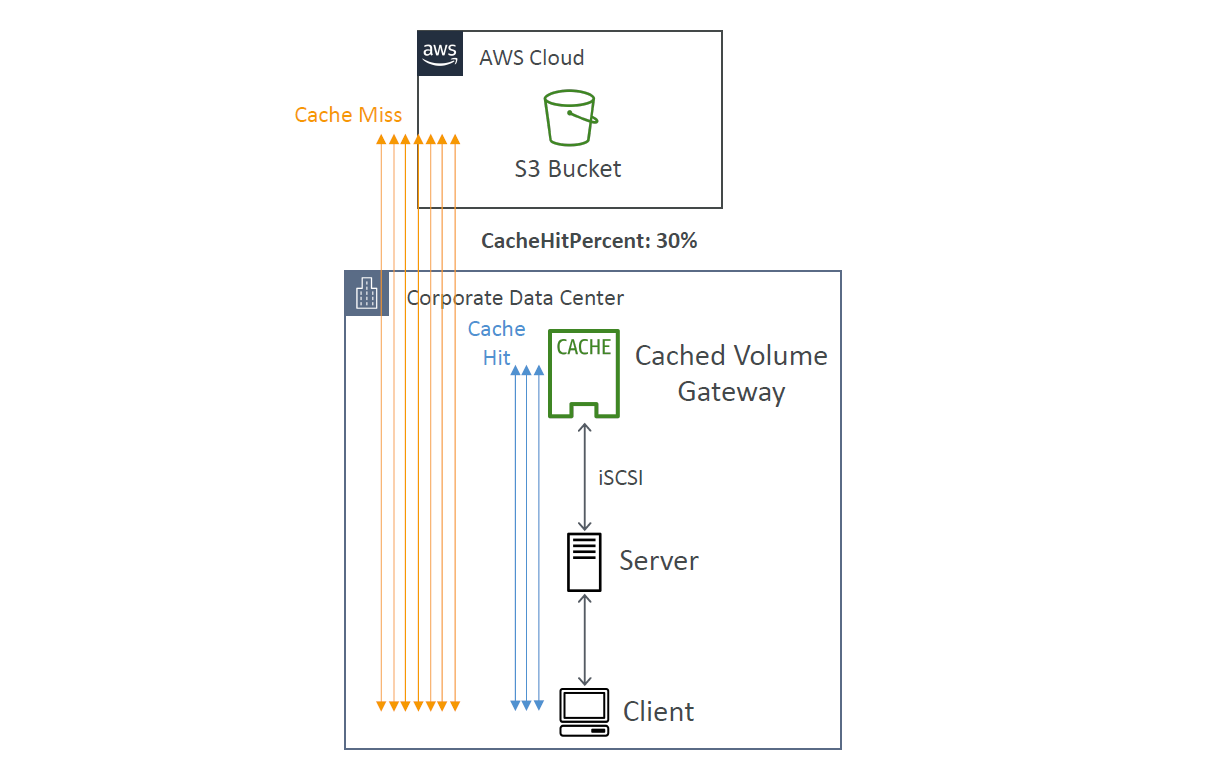 aws
AWS Cloud
Cache Miss
S3 Bucket
CacheHitPercent: 30%
Corporate Data Center
Cache
Hit
CACHE
Cached Volume
Gateway
iSCSI
Server
Client